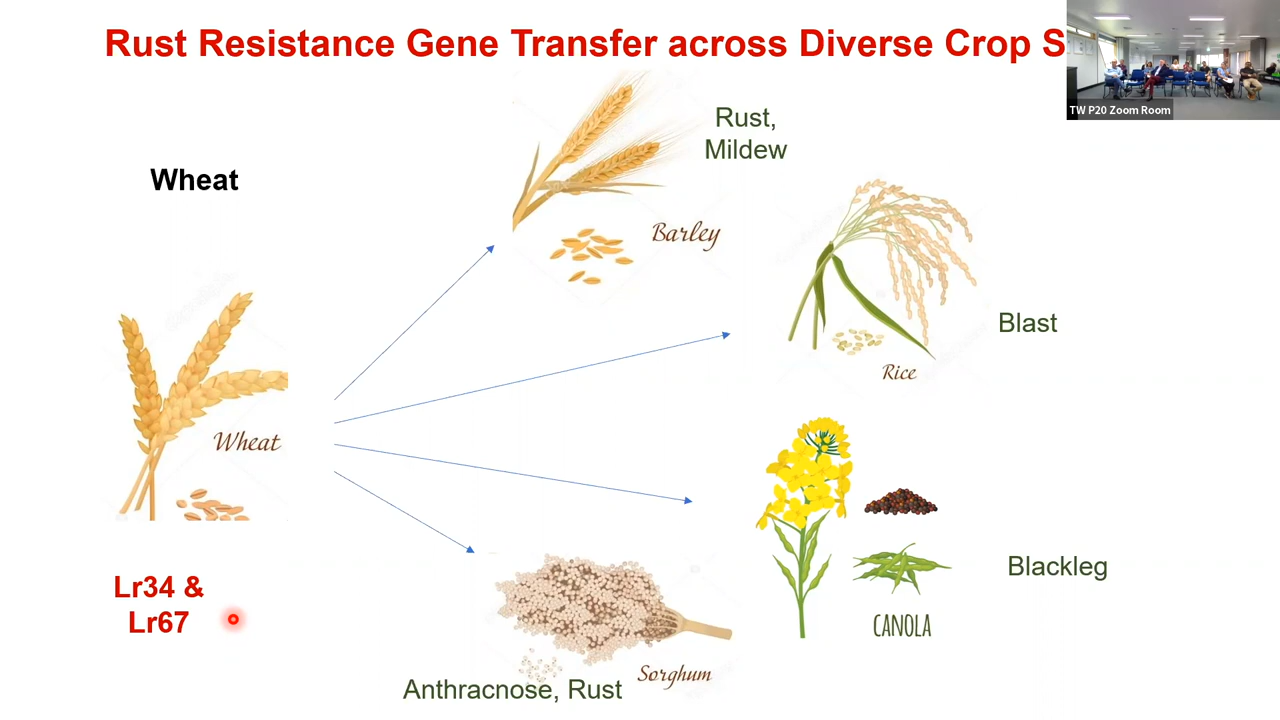 Rust Resistance Gene Transfer across Diverse Crop S
TW P20 Zoom Room
Rust,
Mildew
Wheat
Barley
Blast
Rice
Wheat
Blackleg
Lr34 &
Lr67
CANOLA
Sorghum
Anthracnose, Rust